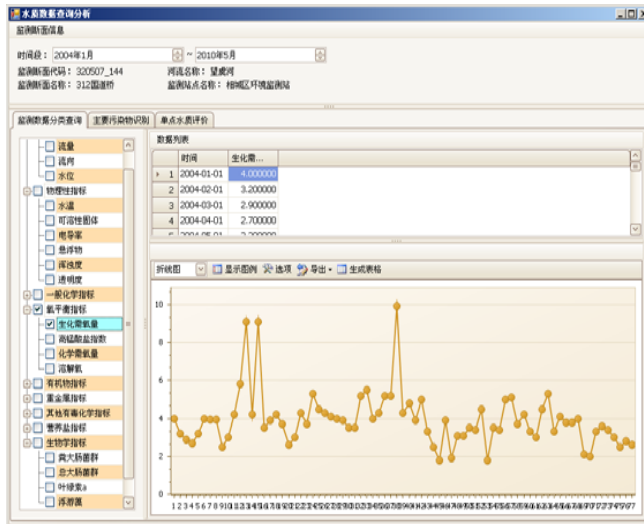 水质数据查询分析
监测断面信息
时间段： 2004年1月 ~ 2010年5月
监测断面代码： 320507_144 河流名称： 望虞河
监测断面名称： 312国道桥 监测站点名称： 相城区环境监测站
监测数据分类查询 主要污染物识别 单点水质评价
流量
流向
水位
物理性指标
水温
可溶性固体
电导率
悬浮物
浑浊度
透明度
一般化学指标
氧平衡指标
生化需氧量
高锰酸盐指数
化学需氧量
溶解氧
有机物指标
重金属指标
其他有毒化学指标
营养盐指标
生物学指标
粪大肠菌群
总大肠菌群
叶绿素a
浮游菌
数据列表
时间 生化需...
1 2004-01-01 4.000000
2 2004-02-01 3.200000
3 2004-03-01 2.900000
4 2004-04-01 2.700000
折线图 显示图例 选项 导出 生成表格
10
8
6
4
2
0
1 2 3 4 5 6 7 8 9